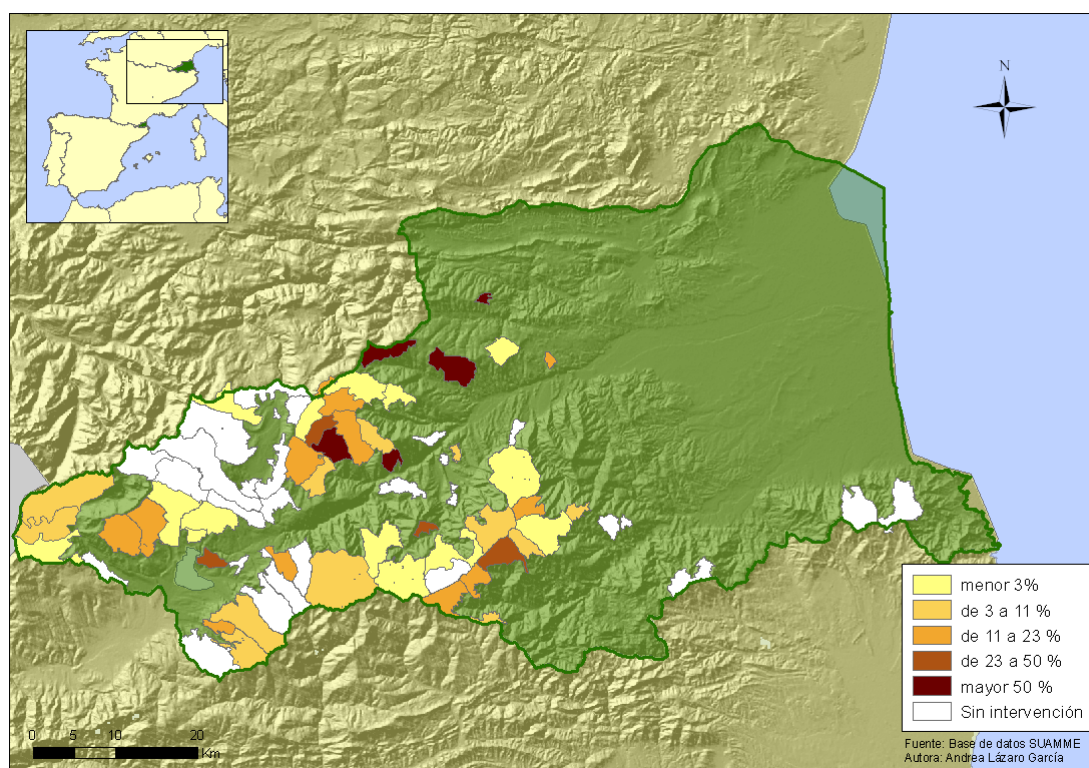 N
menor 3%
de 3 a 11 %
de 11 a 23 %
de 23 a 50 %
mayor 50 %
Sin intervención
0 5 10 20
Km
Fuente: Base de datos SUAMME
Autora: Andrea Lázaro García